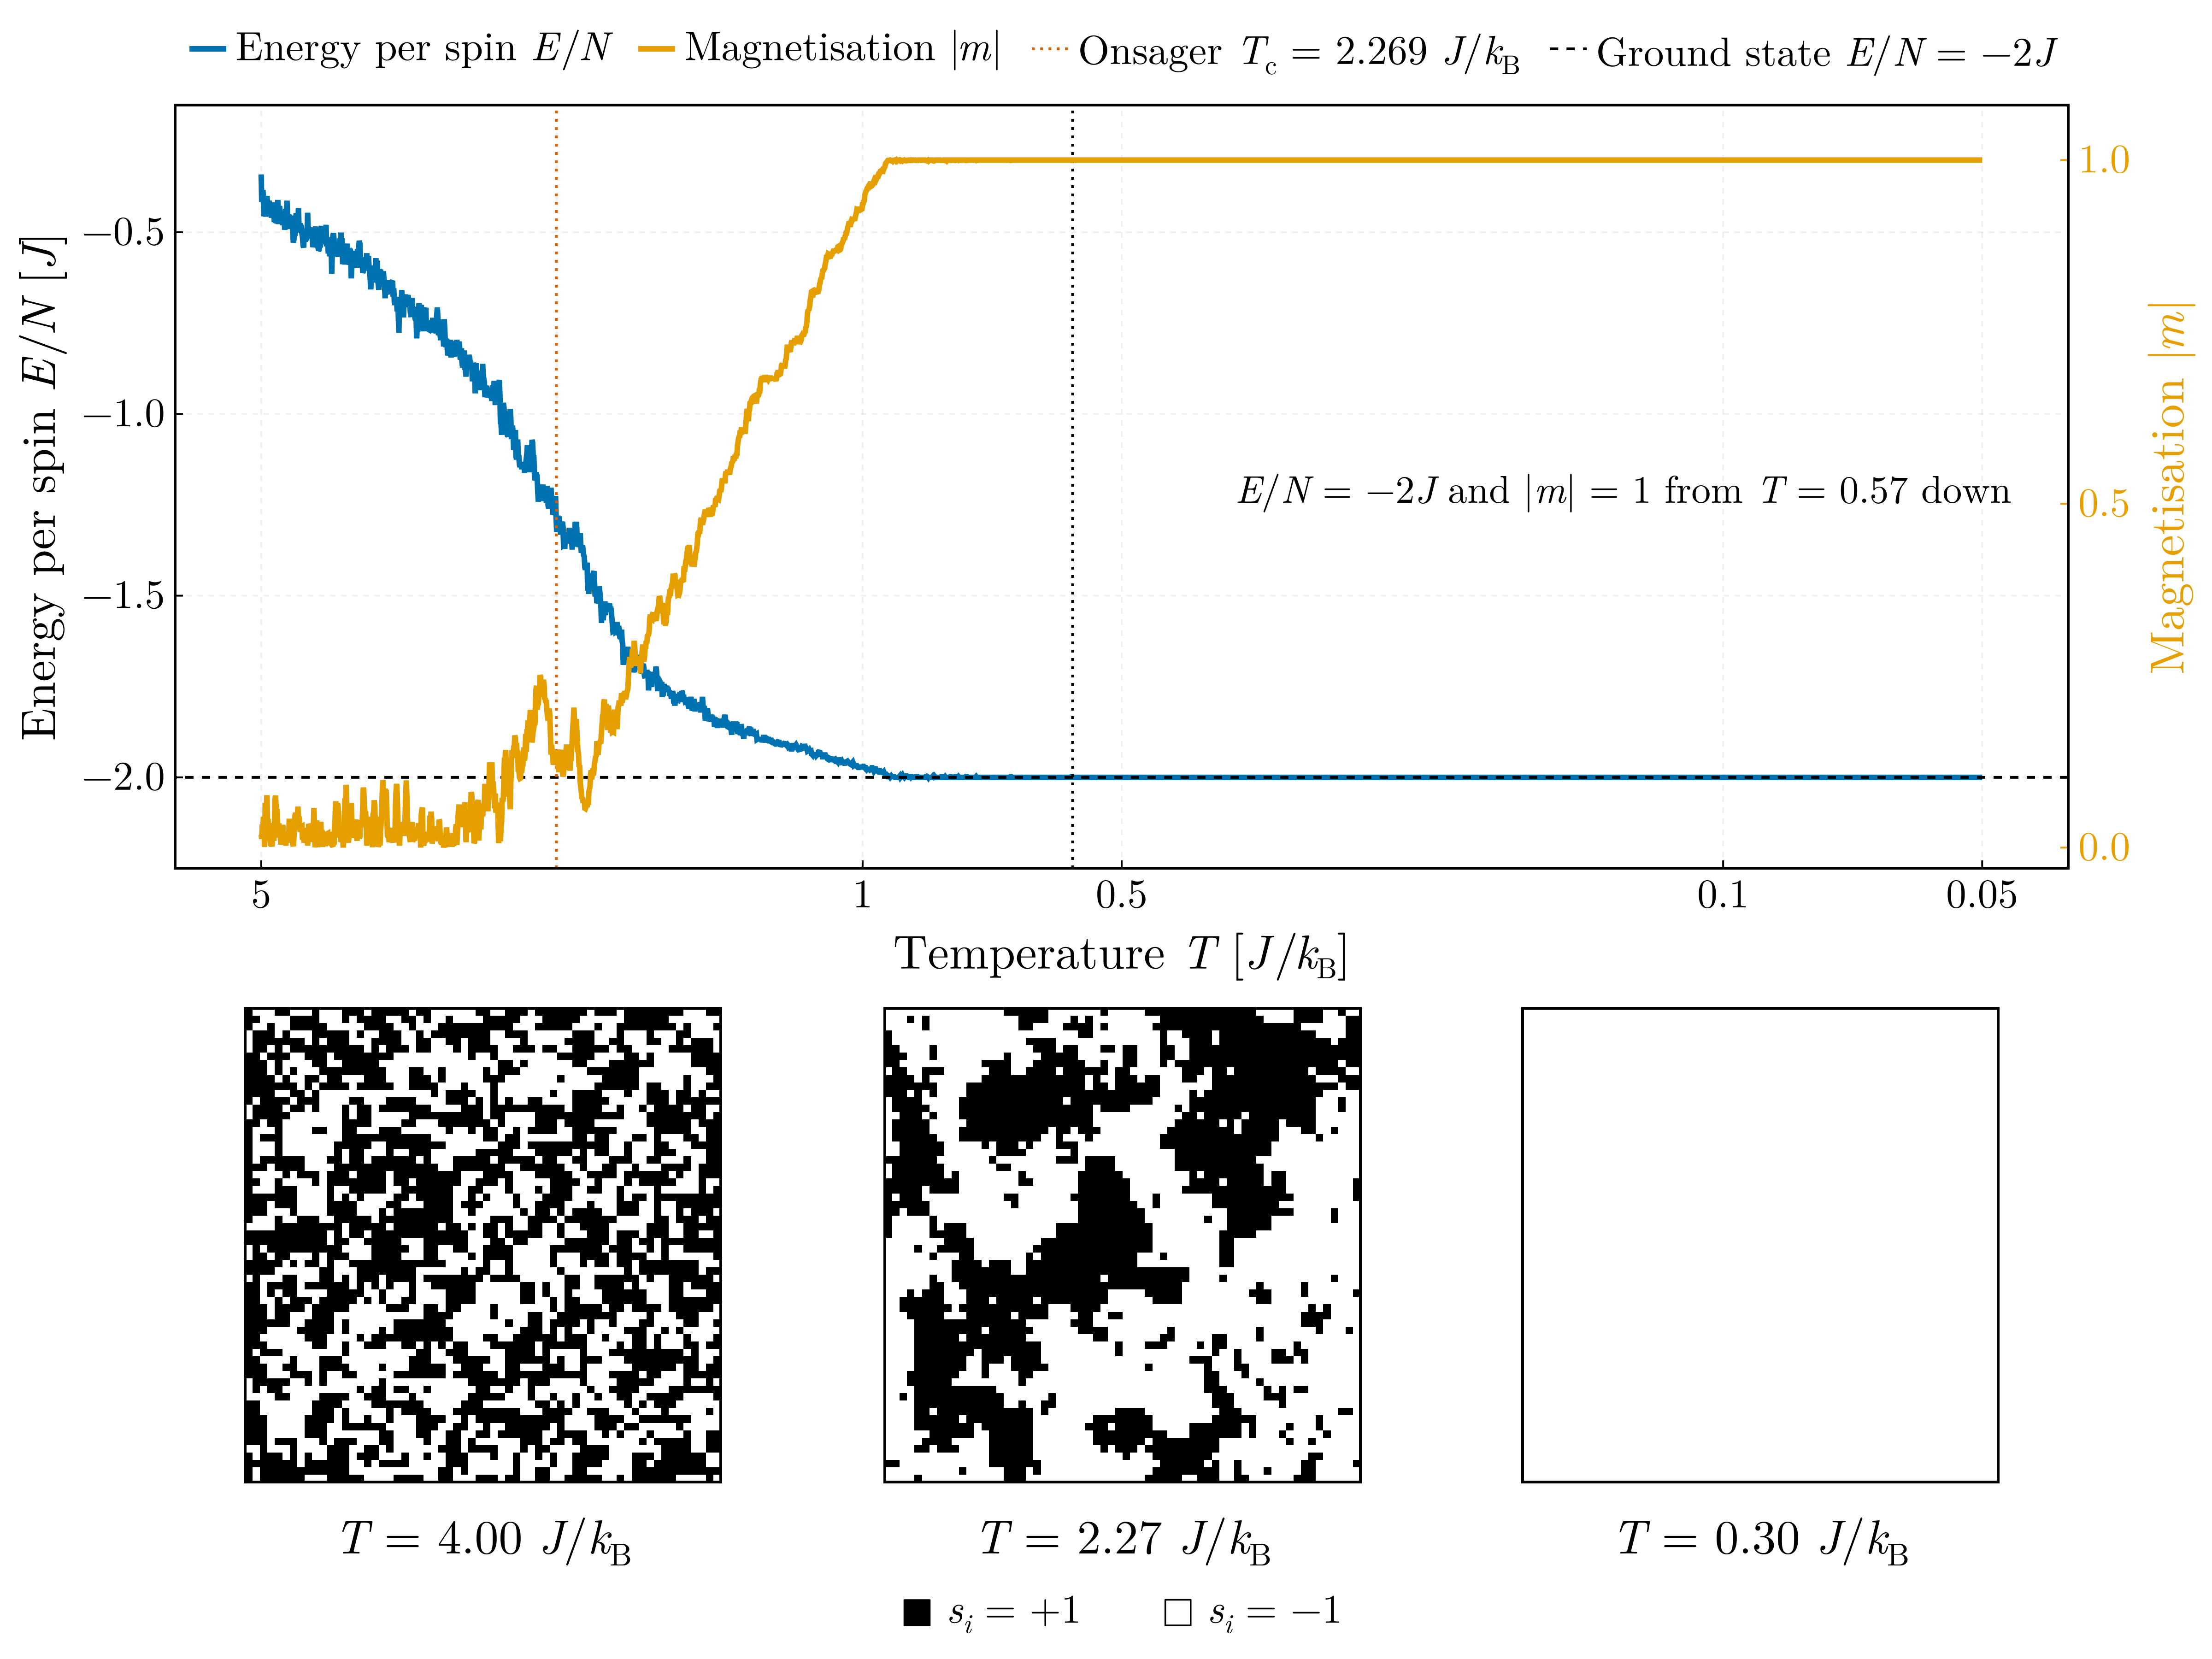 Energy per spin E/N Magnetisation |m| Onsager T_c = 2.269 J/k_B Ground state E/N = −2J
Energy per spin E/N [J]
−0.5
−1.0
−1.5
−2.0
E/N = −2J and |m| = 1 from T = 0.57 down
1.0
0.5
0.0
Magnetisation |m|
5 1 0.5 0.1 0.05
Temperature T [J/k_B]
T = 4.00 J/k_B T = 2.27 J/k_B T = 0.30 J/k_B
s_i = +1 s_i = −1